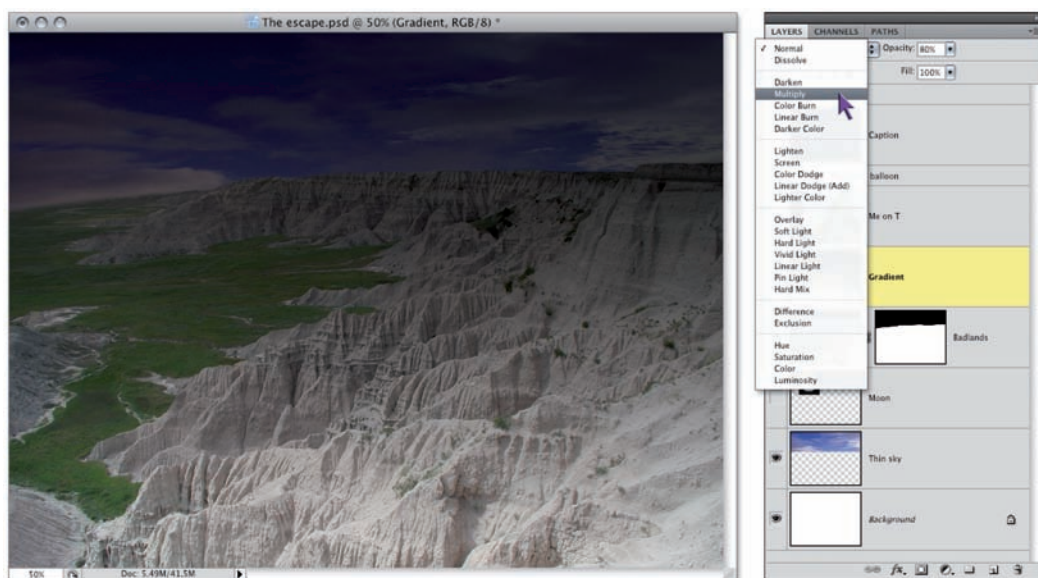 The escape.psd @ 50% (Gradient, RGB/8) *
LAYERS CHANNELS PATHS
✓ Normal
Opacity: 80%
Dissolve
Fill: 100%
Darken
Multiply
Color Burn
Linear Burn
Darker Color
Caption
Lighten
Screen
Color Dodge
Linear Dodge (Add)
Lighter Color
balloon
Me on T
Overlay
Soft Light
Hard Light
Vivid Light
Linear Light
Pin Light
Hard Mix
Gradient
Difference
Exclusion
Badlands
Hue
Saturation
Color
Luminosity
Moon
Thin sky
Background
fx.
50%
Doc: 5.49M/41.5M